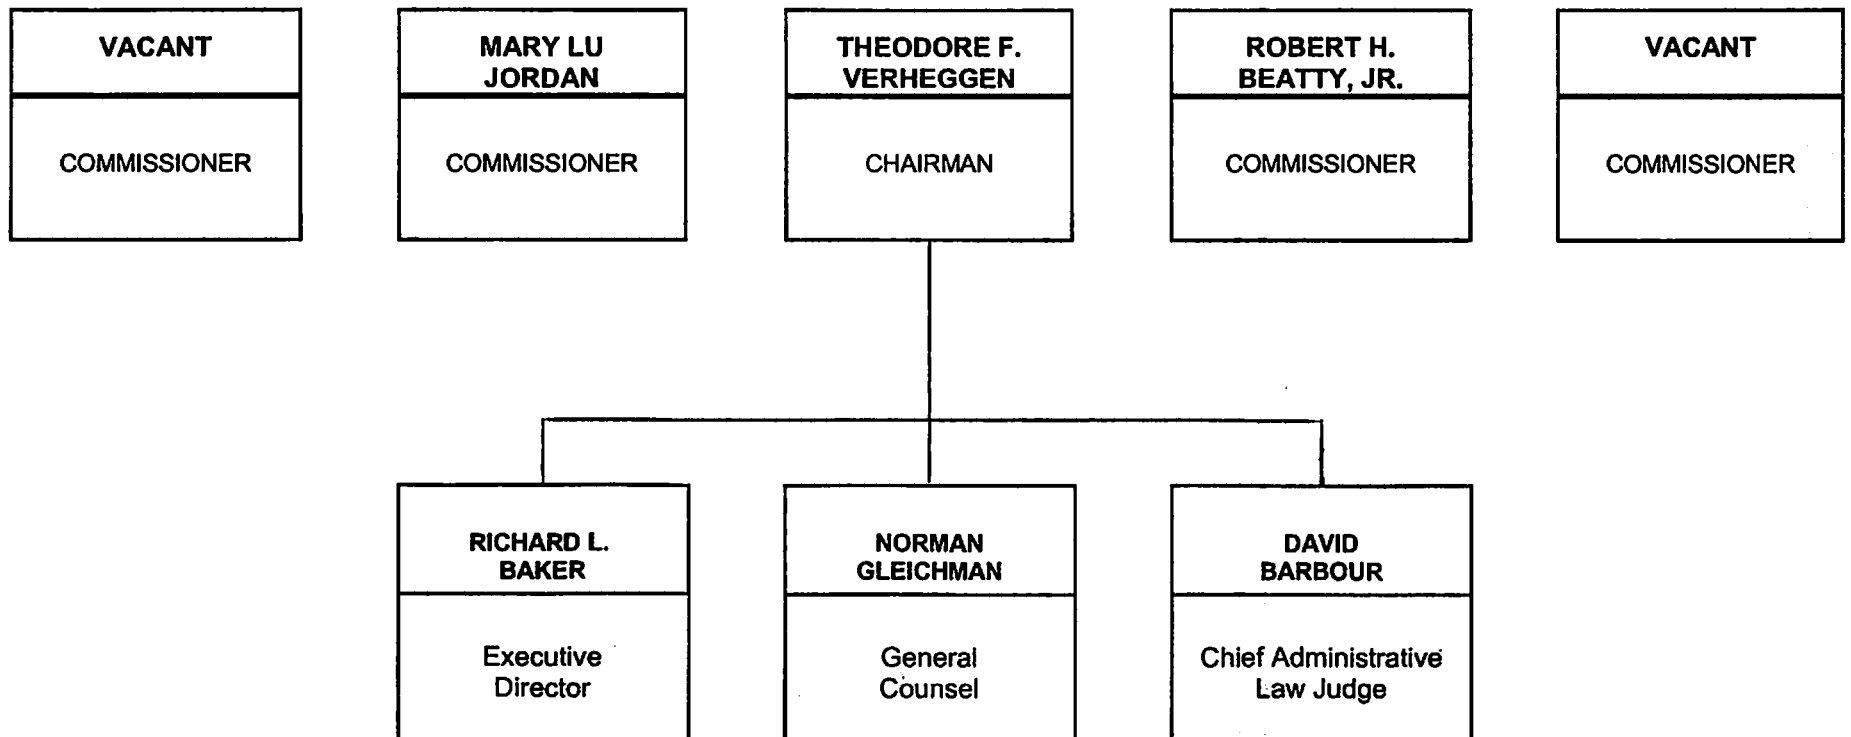 VACANT
COMMISSIONER
MARY LU
JORDAN
COMMISSIONER
THEODORE F.
VERHEGGEN
CHAIRMAN
ROBERT H.
BEATTY, JR.
COMMISSIONER
VACANT
COMMISSIONER
RICHARD L.
BAKER
Executive
Director
NORMAN
GLEICHMAN
General
Counsel
DAVID
BARBOUR
Chief Administrative
Law Judge